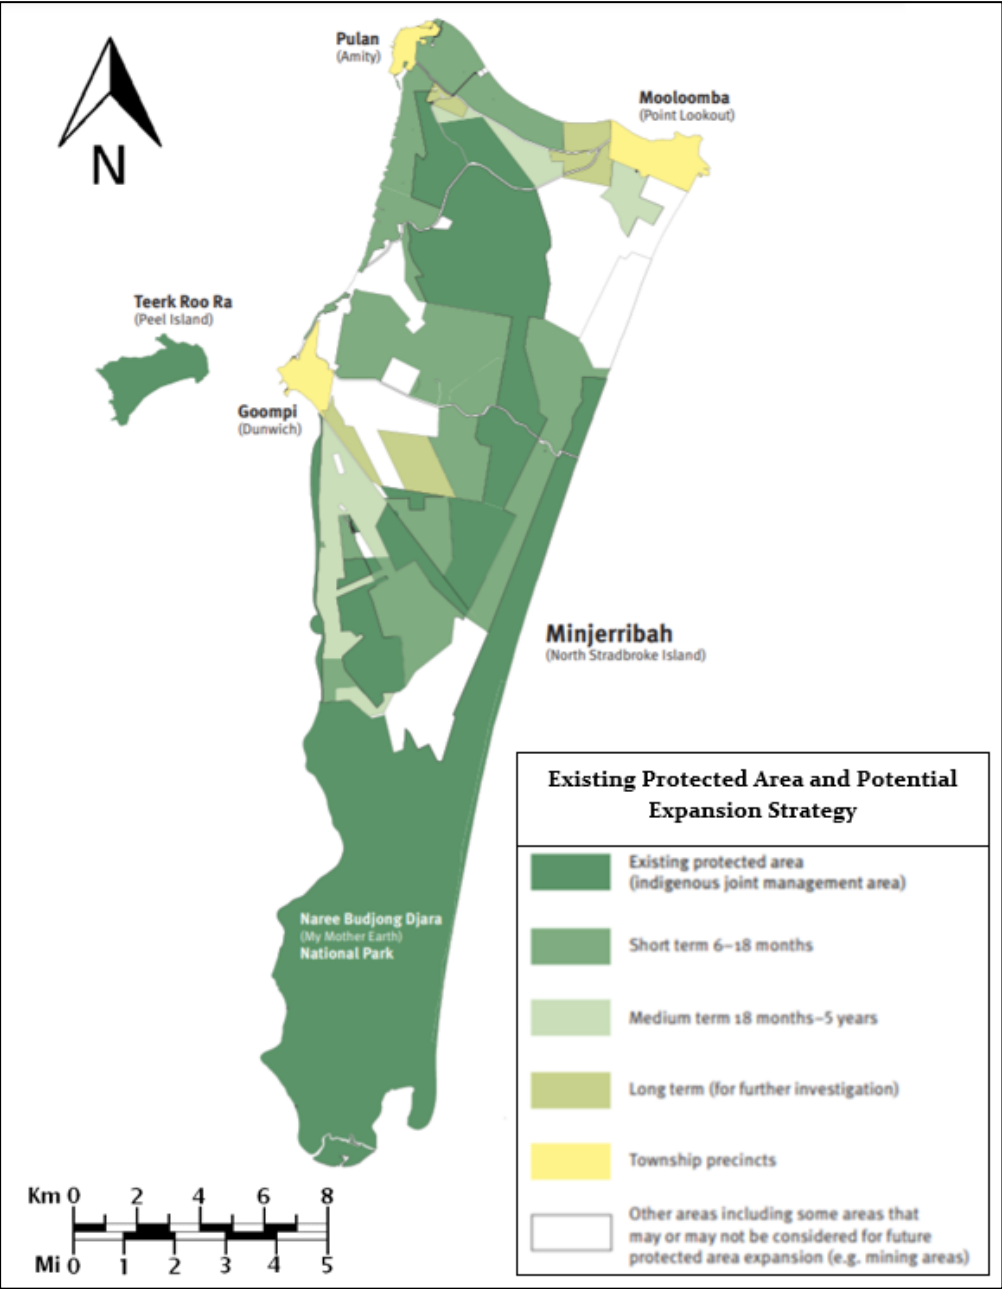 Pulan
(Amity)
Mooloomba
(Point Lookout)
N
Teerk Roo Ra
(Peel Island)
Goompi
(Dunwich)
Minjerribah
(North Stradbroke Island)
Naree Budjong Djara
(My Mother Earth)
National Park
Existing Protected Area and Potential
Expansion Strategy
Existing protected area
(indigenous joint management area)
Short term 6–18 months
Medium term 18 months–5 years
Long term (for further investigation)
Township precincts
Other areas including some areas that
may or may not be considered for future
protected area expansion (e.g. mining areas)
Km 0 2 4 6 8
Mi 0 1 2 3 4 5